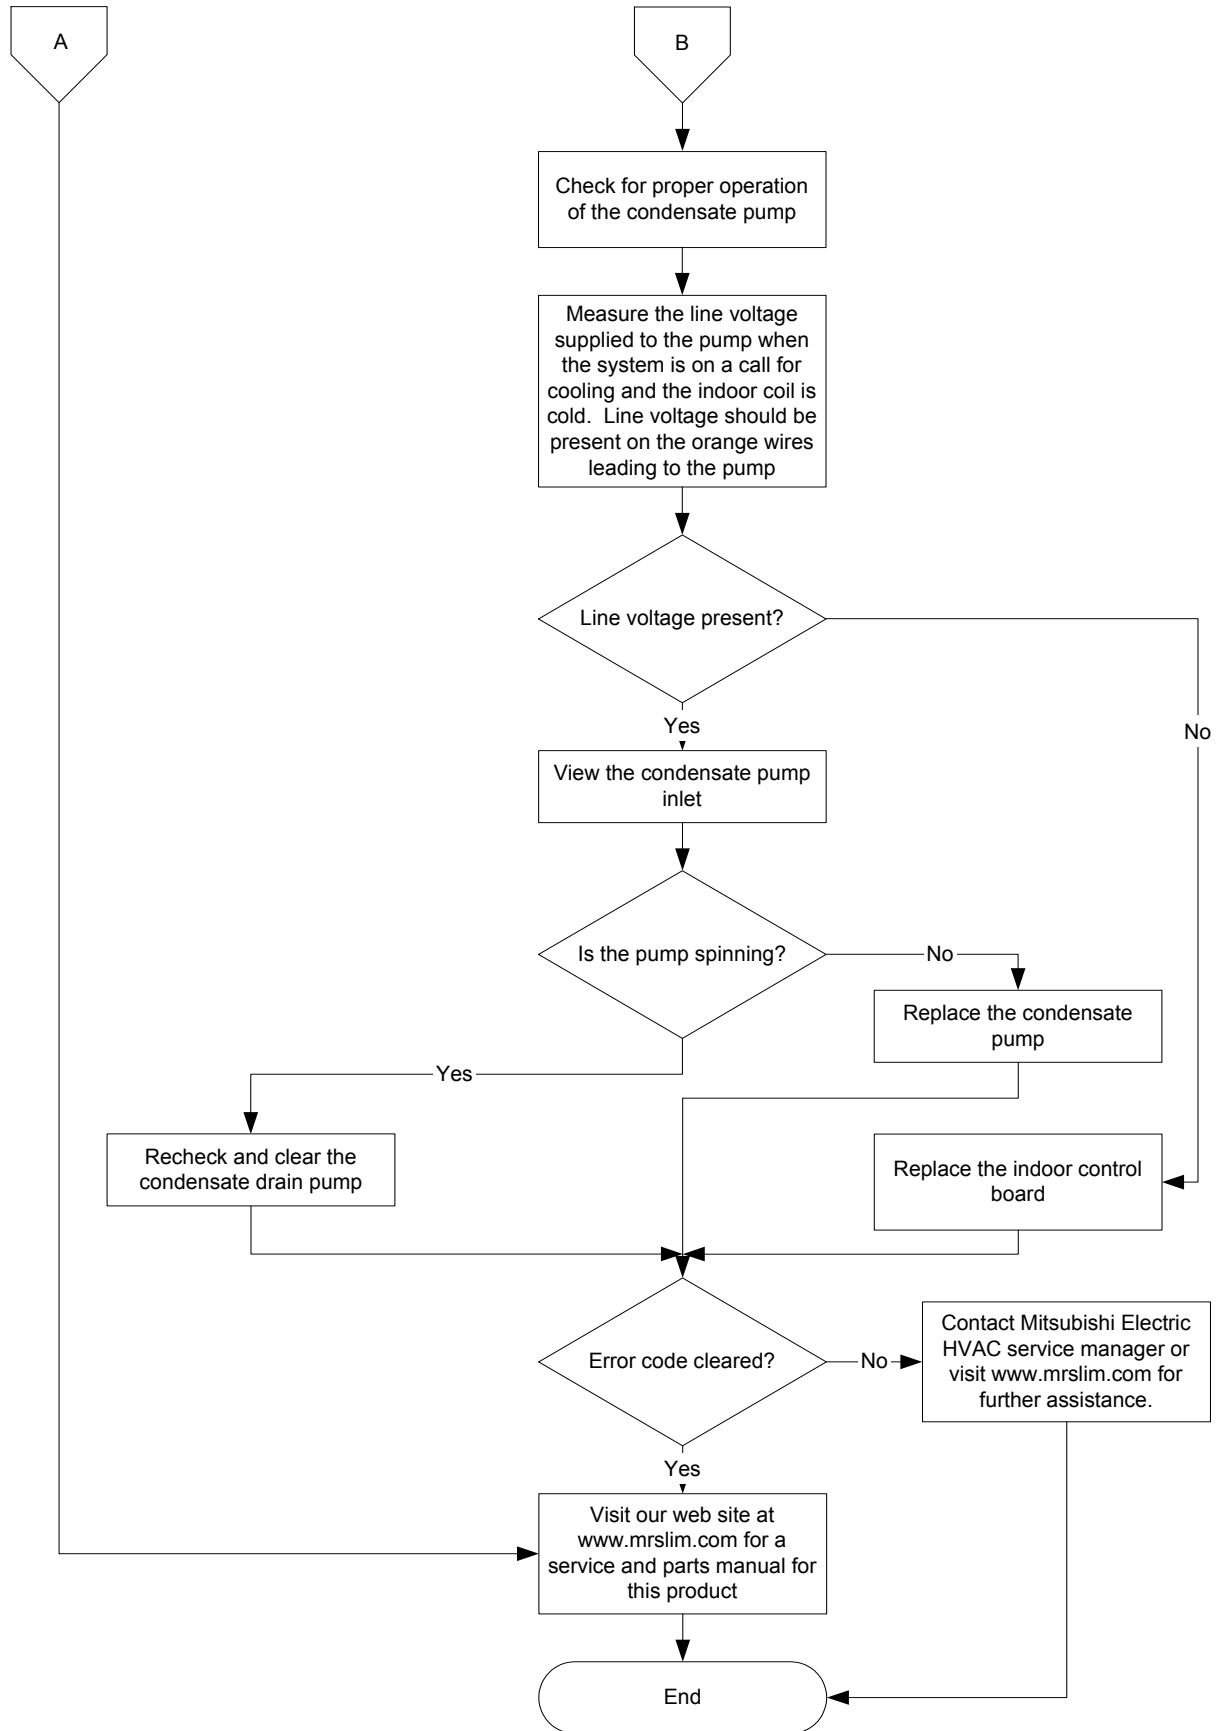 A
B
Check for proper operation
of the condensate pump
Measure the line voltage
supplied to the pump when
the system is on a call for
cooling and the indoor coil is
cold.  Line voltage should be
present on the orange wires
leading to the pump
Line voltage present?
Yes
No
View the condensate pump
inlet
Is the pump spinning?
No
Replace the condensate
pump
Yes
Recheck and clear the
condensate drain pump
Replace the indoor control
board
Error code cleared?
No
Contact Mitsubishi Electric
HVAC service manager or
visit www.mrslim.com for
further assistance.
Yes
Visit our web site at
www.mrslim.com for a
service and parts manual for
this product
End